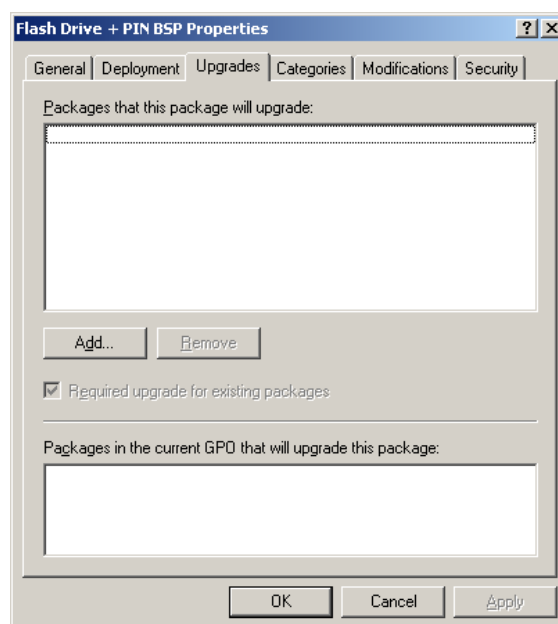 Flash Drive + PIN BSP Properties
General Deployment Upgrades Categories Modifications Security
Packages that this package will upgrade:
Add... Remove
Required upgrade for existing packages
Packages in the current GPO that will upgrade this package:
OK Cancel Apply